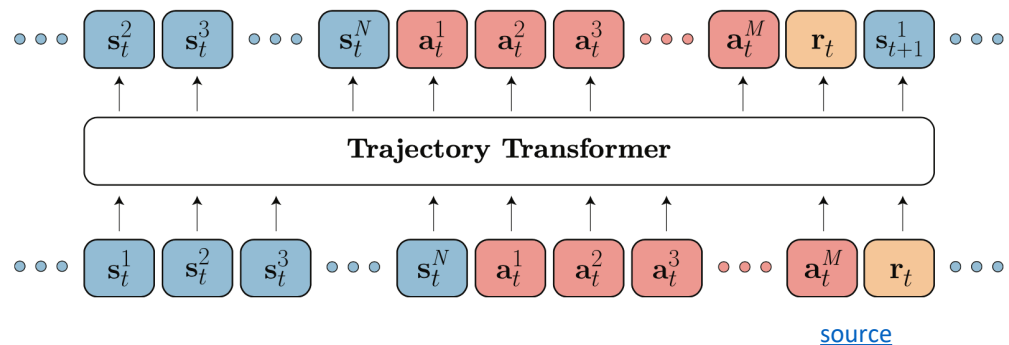 ••• s_t^2 s_t^3 ••• s_t^N a_t^1 a_t^2 a_t^3 ••• a_t^M r_t s_{t+1}^1 •••
Trajectory Transformer
••• s_t^1 s_t^2 s_t^3 ••• s_t^N a_t^1 a_t^2 a_t^3 ••• a_t^M r_t •••
source